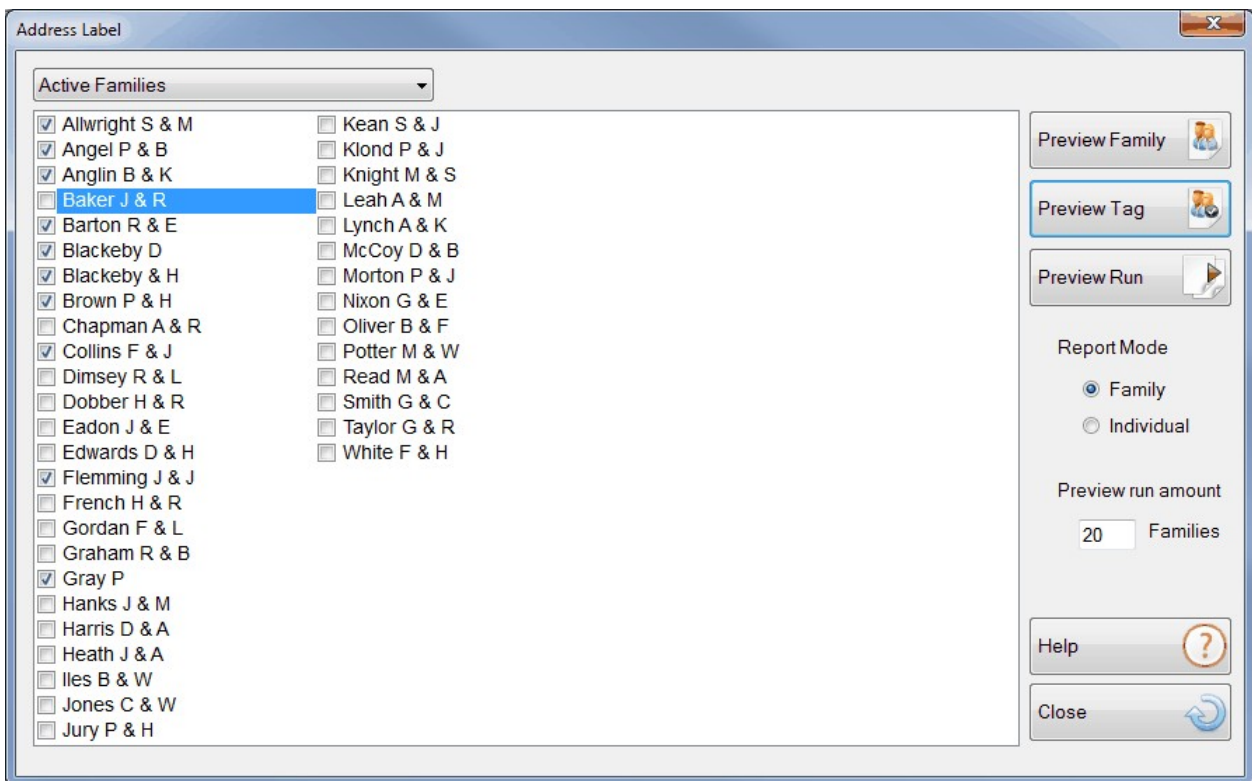 Address Label
Active Families
Allwright S & M
Angel P & B
Anglin B & K
Baker J & R
Barton R & E
Blackeby D
Blackeby & H
Brown P & H
Chapman A & R
Collins F & J
Dimsey R & L
Dobber H & R
Eadon J & E
Edwards D & H
Flemming J & J
French H & R
Gordan F & L
Graham R & B
Gray P
Hanks J & M
Harris D & A
Heath J & A
Iles B & W
Jones C & W
Jury P & H
Kean S & J
Klond P & J
Knight M & S
Leah A & M
Lynch A & K
McCoy D & B
Morton P & J
Nixon G & E
Oliver B & F
Potter M & W
Read M & A
Smith G & C
Taylor G & R
White F & H
Preview Family
Preview Tag
Preview Run
Report Mode
Family
Individual
Preview run amount
20 Families
Help ?
Close